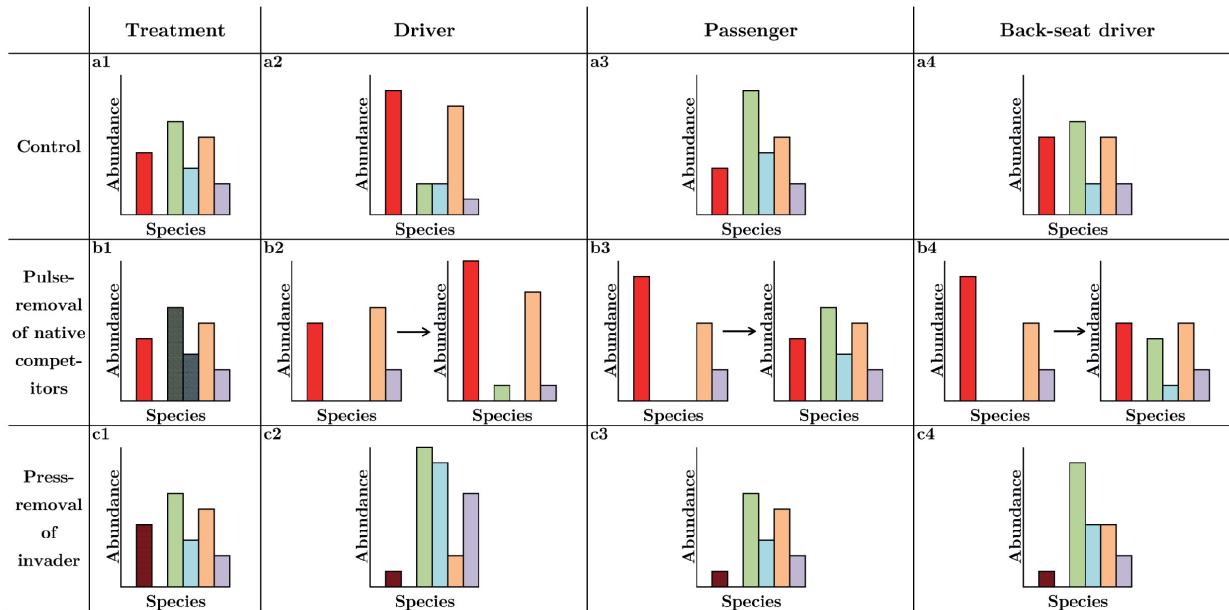 Treatment
Driver
Passenger
Back-seat driver
Control
a1
Abundance
Species
a2
Abundance
Species
a3
Abundance
Species
a4
Abundance
Species
Pulse-
removal
of native
compet-
itors
b1
Abundance
Species
b2
Abundance
Species
Abundance
Species
b3
Abundance
Species
Abundance
Species
b4
Abundance
Species
Abundance
Species
Press-
removal
of
invader
c1
Abundance
Species
c2
Abundance
Species
c3
Abundance
Species
c4
Abundance
Species